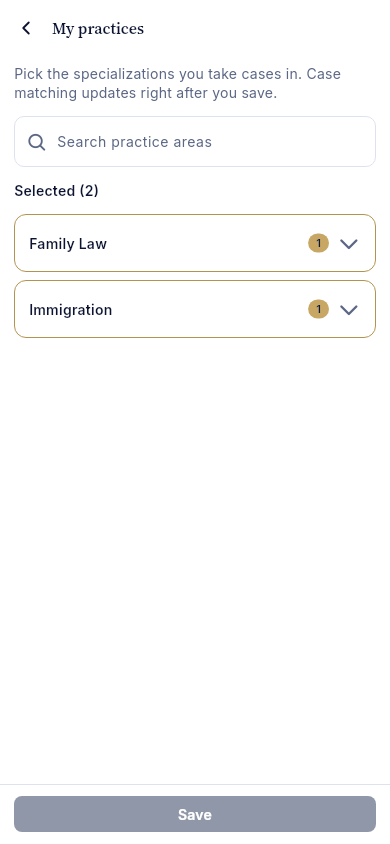 My practices
Pick the specializations you take cases in. Case
matching updates right after you save.
Search practice areas
Selected (2)
Family Law 1
Immigration 1
Save